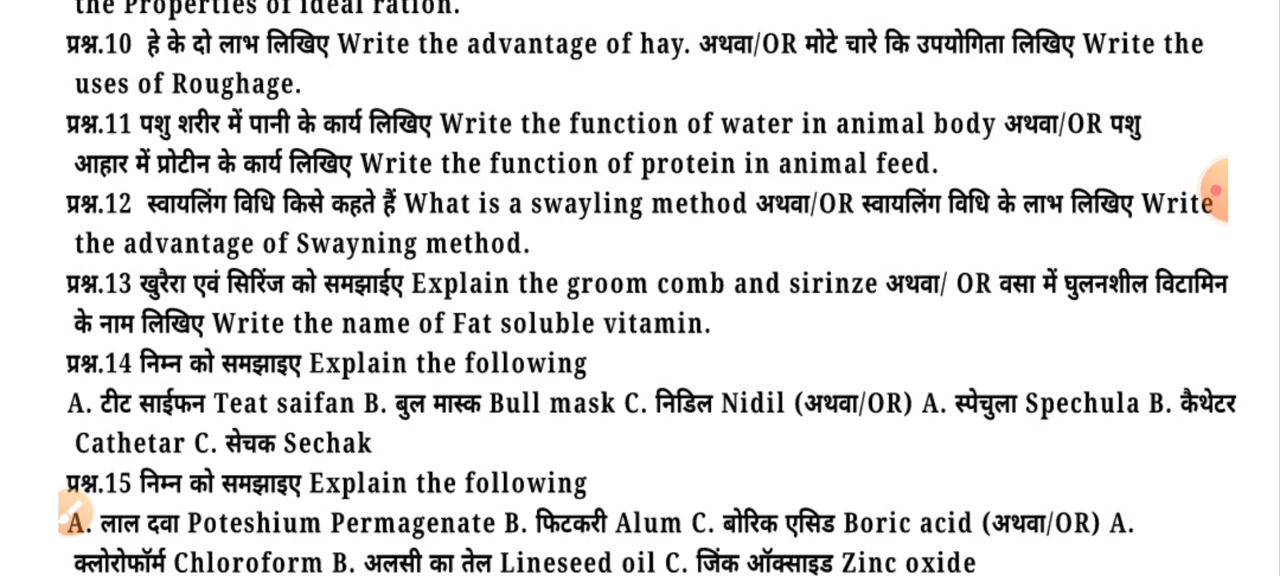 the Properties of ideal ration.
प्रश्न.10 हे के दो लाभ लिखिए Write the advantage of hay. अथवा/OR मोटे चारे कि उपयोगिता लिखिए Write the
uses of Roughage.
प्रश्न.11 पशु शरीर में पानी के कार्य लिखिए Write the function of water in animal body अथवा/OR पशु
आहार में प्रोटीन के कार्य लिखिए Write the function of protein in animal feed.
प्रश्न.12 स्वायलिंग विधि किसे कहते हैं What is a swayling method अथवा/OR स्वायलिंग विधि के लाभ लिखिए Write
the advantage of Swayning method.
प्रश्न.13 खुरैरा एवं सिरिंज को समझाईए Explain the groom comb and sirinze अथवा/ OR वसा में घुलनशील विटामिन
के नाम लिखिए Write the name of Fat soluble vitamin.
प्रश्न.14 निम्न को समझाइए Explain the following
A. टीट साईफन Teat saifan B. बुल मास्क Bull mask C. निडिल Nidil (अथवा/OR) A. स्पेचुला Spechula B. कैथेटर
Cathetar C. सेचक Sechak
प्रश्न.15 निम्न को समझाइए Explain the following
A. लाल दवा Poteshium Permagenate B. फिटकरी Alum C. बोरिक एसिड Boric acid (अथवा/OR) A.
क्लोरोफॉर्म Chloroform B. अलसी का तेल Lineseed oil C. जिंक ऑक्साइड Zinc oxide